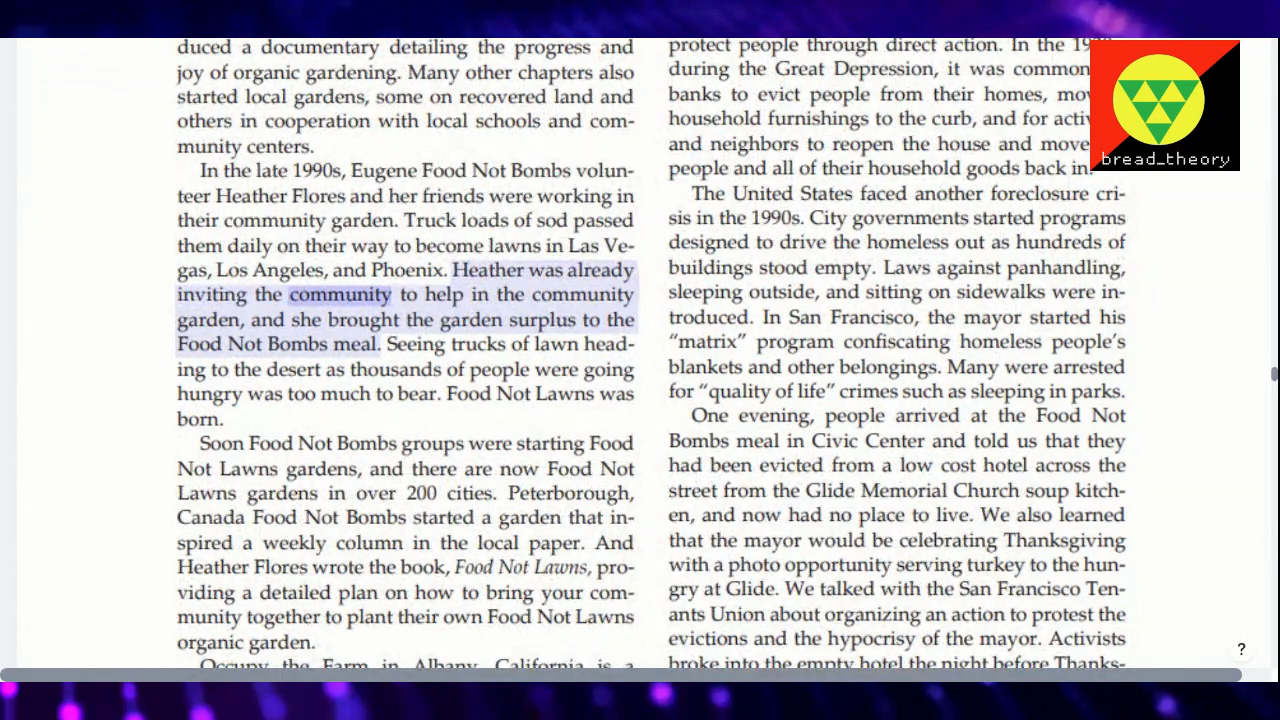 duced a documentary detailing the progress and
joy of organic gardening. Many other chapters also
started local gardens, some on recovered land and
others in cooperation with local schools and com-
munity centers.
In the late 1990s, Eugene Food Not Bombs volun-
teer Heather Flores and her friends were working in
their community garden. Truck loads of sod passed
them daily on their way to become lawns in Las Ve-
gas, Los Angeles, and Phoenix. Heather was already
inviting the community to help in the community
garden, and she brought the garden surplus to the
Food Not Bombs meal. Seeing trucks of lawn head-
ing to the desert as thousands of people were going
hungry was too much to bear. Food Not Lawns was
born.
Soon Food Not Bombs groups were starting Food
Not Lawns gardens, and there are now Food Not
Lawns gardens in over 200 cities. Peterborough,
Canada Food Not Bombs started a garden that in-
spired a weekly column in the local paper. And
Heather Flores wrote the book, Food Not Lawns, pro-
viding a detailed plan on how to bring your com-
munity together to plant their own Food Not Lawns
organic garden.
Occupy the Farm in Albany, California is a
protect people through direct action. In the
during the Great Depression, it was common
banks to evict people from their homes,
household furnishings to the curb, and for
and neighbors to reopen the house and move
people and all of their household goods back in.
The United States faced another foreclosure cri-
sis in the 1990s. City governments started programs
designed to drive the homeless out as hundreds of
buildings stood empty. Laws against panhandling,
sleeping outside, and sitting on sidewalks were in-
troduced. In San Francisco, the mayor started his
“matrix” program confiscating homeless people’s
blankets and other belongings. Many were arrested
for “quality of life” crimes such as sleeping in parks.
One evening, people arrived at the Food Not
Bombs meal in Civic Center and told us that they
had been evicted from a low cost hotel across the
street from the Glide Memorial Church soup kitch-
en, and now had no place to live. We also learned
that the mayor would be celebrating Thanksgiving
with a photo opportunity serving turkey to the hun-
gry at Glide. We talked with the San Francisco Ten-
ants Union about organizing an action to protest the
evictions and the hypocrisy of the mayor. Activists
broke into the empty hotel the night before Thanks-
bread_theory
?